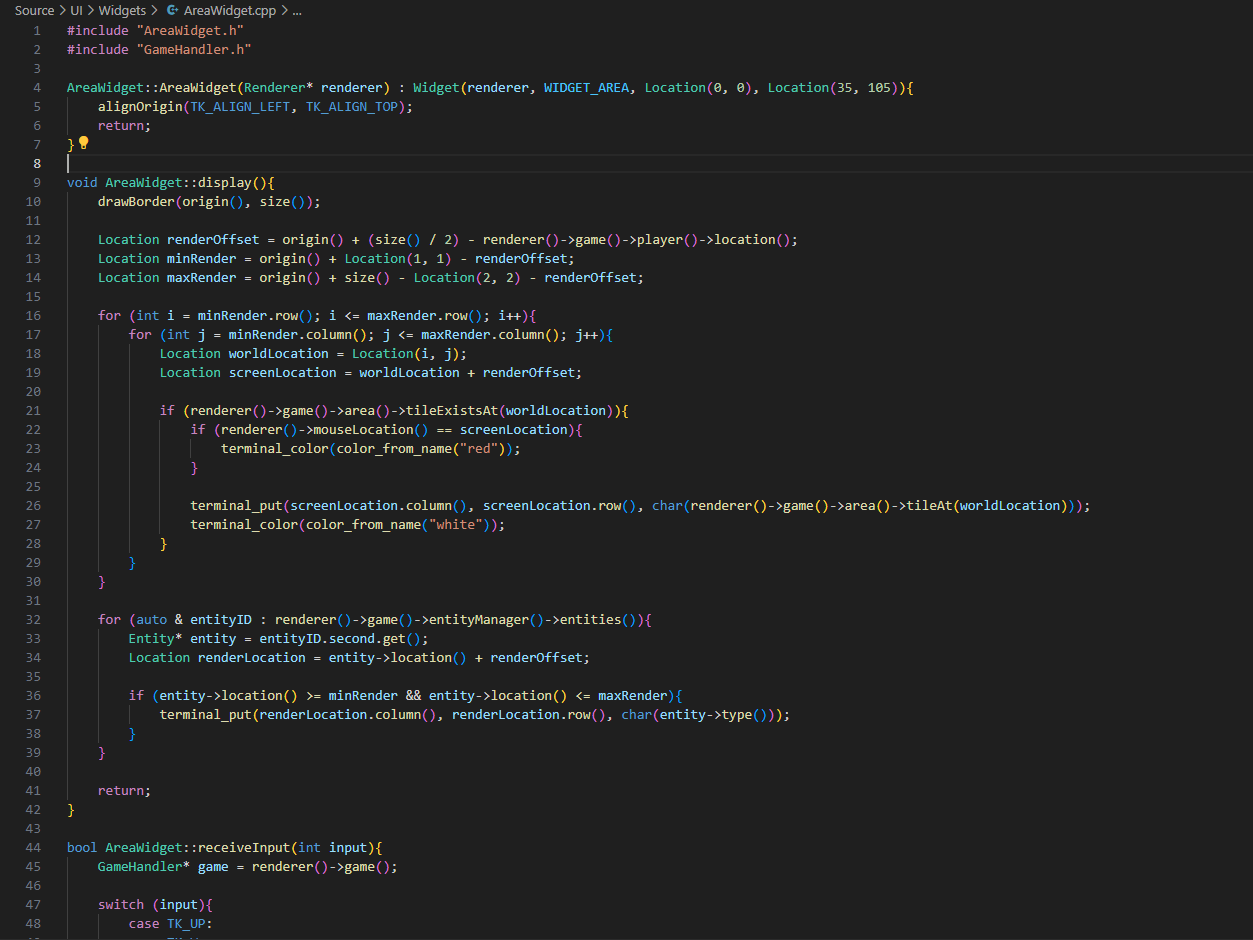 Source > UI > Widgets > AreaWidget.cpp > ...
1 #include "AreaWidget.h"
2 #include "GameHandler.h"
3
4 AreaWidget::AreaWidget(Renderer* renderer) : Widget(renderer, WIDGET_AREA, Location(0, 0), Location(35, 105)){
5     alignOrigin(TK_ALIGN_LEFT, TK_ALIGN_TOP);
6     return;
7 }
8
9 void AreaWidget::display(){
10     drawBorder(origin(), size());
11
12     Location renderOffset = origin() + (size() / 2) - renderer()->game()->player()->location();
13     Location minRender = origin() + Location(1, 1) - renderOffset;
14     Location maxRender = origin() + size() - Location(2, 2) - renderOffset;
15
16     for (int i = minRender.row(); i <= maxRender.row(); i++){
17         for (int j = minRender.column(); j <= maxRender.column(); j++){
18             Location worldLocation = Location(i, j);
19             Location screenLocation = worldLocation + renderOffset;
20
21             if (renderer()->game()->area()->tileExistsAt(worldLocation)){
22                 if (renderer()->mouseLocation() == screenLocation){
23                     terminal_color(color_from_name("red"));
24                 }
25
26                 terminal_put(screenLocation.column(), screenLocation.row(), char(renderer()->game()->area()->tileAt(worldLocation)));
27                 terminal_color(color_from_name("white"));
28             }
29         }
30     }
31
32     for (auto & entityID : renderer()->game()->entityManager()->entities()){
33         Entity* entity = entityID.second.get();
34         Location renderLocation = entity->location() + renderOffset;
35
36         if (entity->location() >= minRender && entity->location() <= maxRender){
37             terminal_put(renderLocation.column(), renderLocation.row(), char(entity->type()));
38         }
39     }
40
41     return;
42 }
43
44 bool AreaWidget::receiveInput(int input){
45     GameHandler* game = renderer()->game();
46
47     switch (input){
48         case TK_UP: